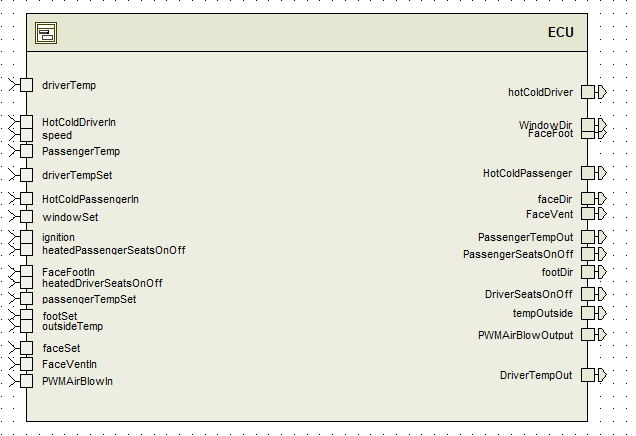 ECU
driverTemp
HotColdDriverIn
speed
PassengerTemp
driverTempSet
HotColdPassengerIn
windowSet
ignition
heatedPassengerSeatsOnOff
FaceFootIn
heatedDriverSeatsOnOff
passengerTempSet
footSet
outsideTemp
faceSet
FaceVentIn
PWMAirBlowIn
hotColdDriver
WindowDir
FaceFoot
HotColdPassenger
faceDir
FaceVent
PassengerTempOut
PassengerSeatsOnOff
footDir
DriverSeatsOnOff
tempOutside
PWMAirBlowOutput
DriverTempOut